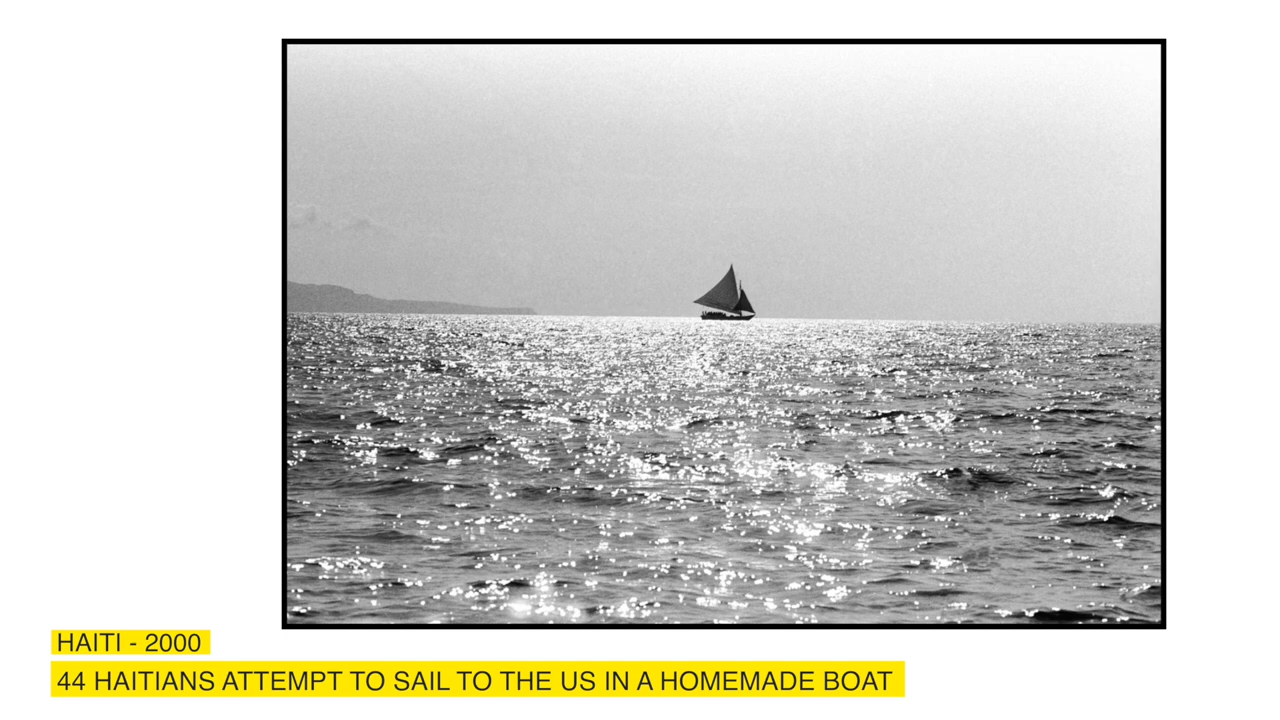 HAITI - 2000
44 HAITIANS ATTEMPT TO SAIL TO THE US IN A HOMEMADE BOAT